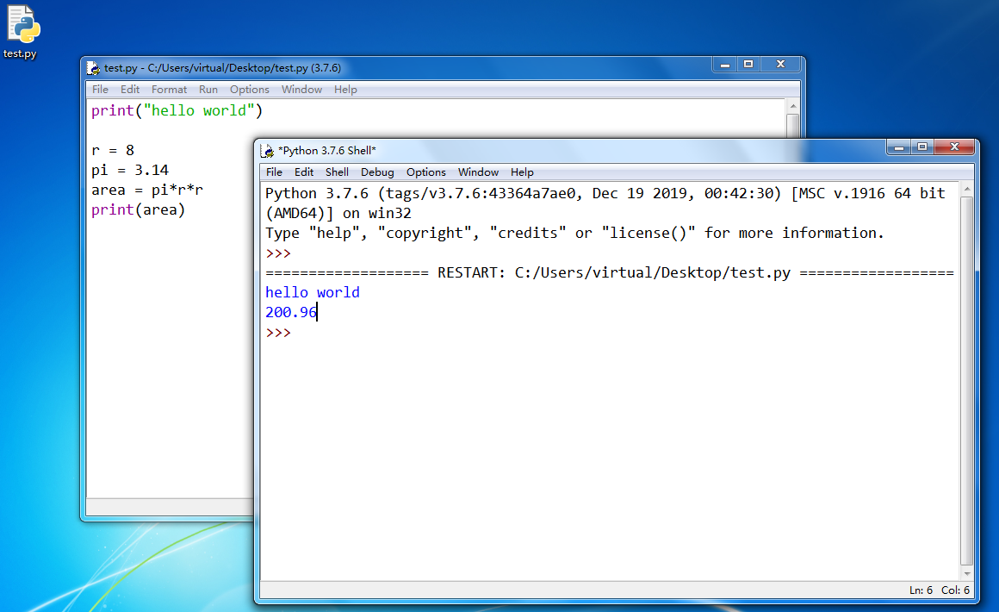 test.py
test.py - C:/Users/virtual/Desktop/test.py (3.7.6)
File Edit Format Run Options Window Help
print("hello world")
r = 8
pi = 3.14
area = pi*r*r
print(area)
*Python 3.7.6 Shell*
File Edit Shell Debug Options Window Help
Python 3.7.6 (tags/v3.7.6:43364a7ae0, Dec 19 2019, 00:42:30) [MSC v.1916 64 bit
(AMD64)] on win32
Type "help", "copyright", "credits" or "license()" for more information.
>>>
=================== RESTART: C:/Users/virtual/Desktop/test.py ==================
hello world
200.96
>>>
Ln: 6 Col: 6